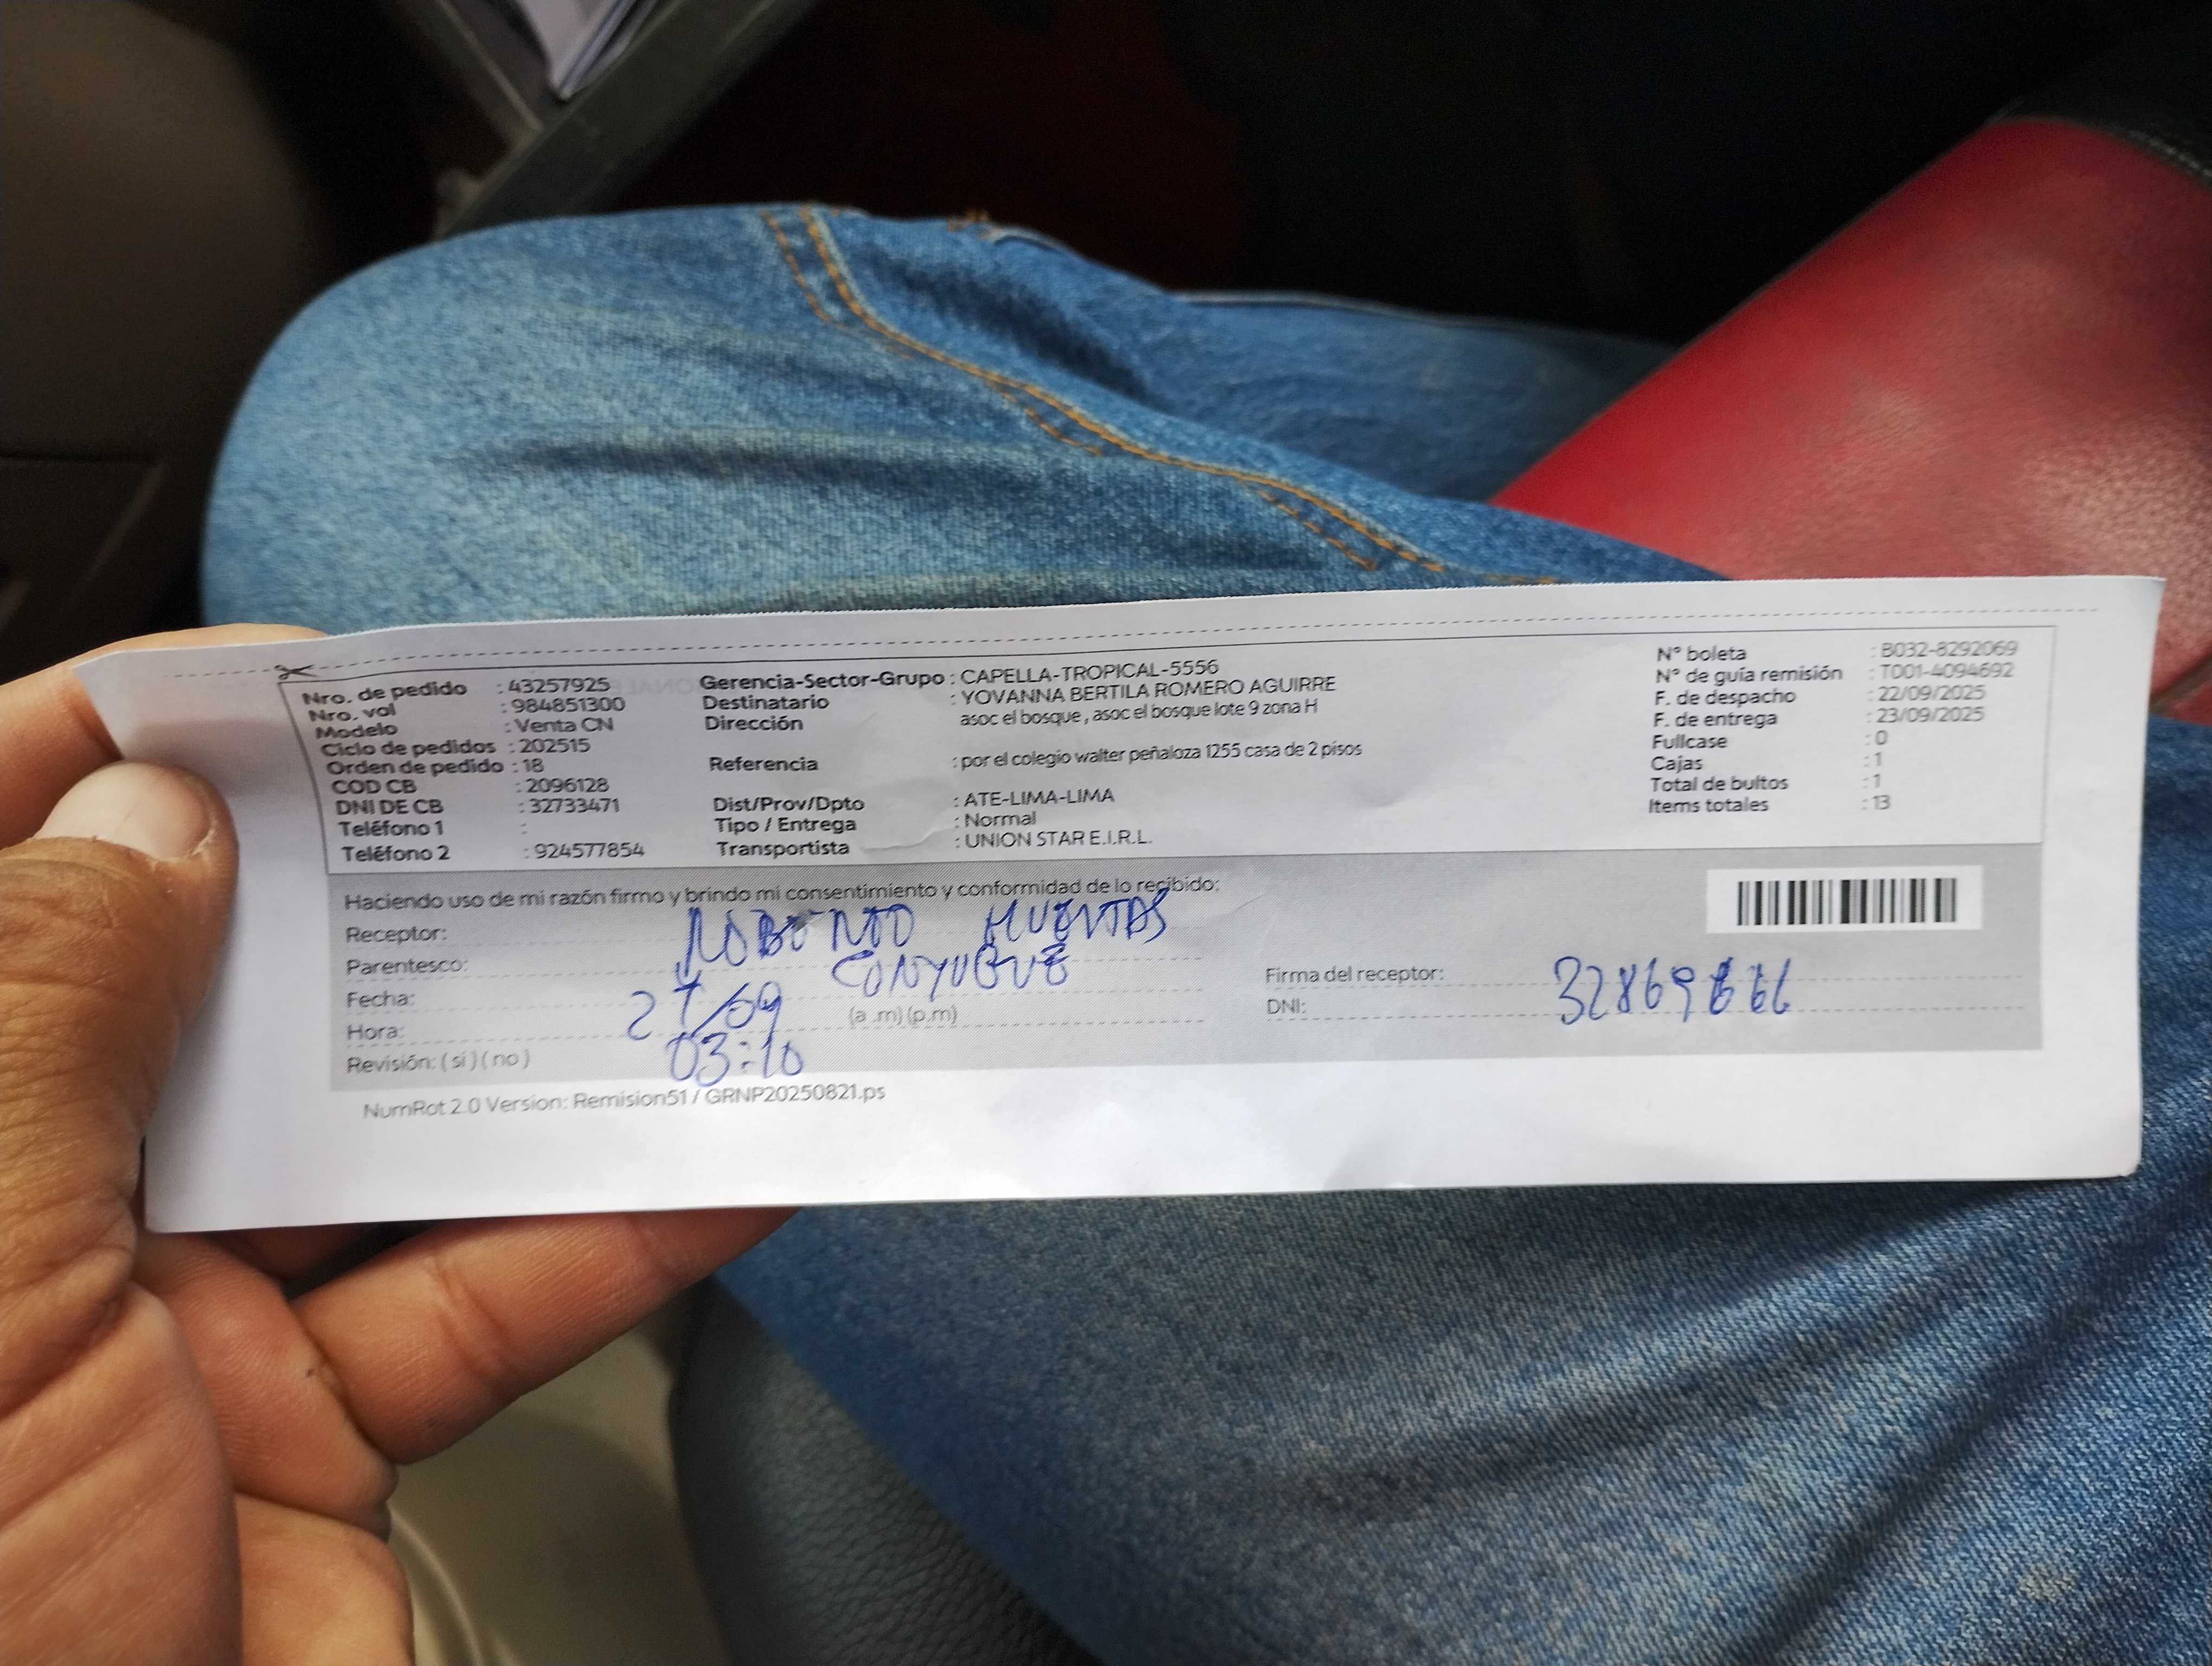 Nro. de pedido : 43257925
Nro. vol : 984851300
Modelo : Venta CN
Ciclo de pedidos : 202515
Orden de pedido : 18
COD CB : 2096128
DNI DE CB : 32733471
Teléfono 1 :
Teléfono 2 : 924577854
Gerencia-Sector-Grupo : CAPELLA-TROPICAL-5556
Destinatario : YOVANNA BERTILA ROMERO AGUIRRE
Dirección asoc el bosque , asoc el bosque lote 9 zona H
Referencia : por el colegio walter peñaloza 1255 casa de 2 pisos
Dist/Prov/Dpto : ATE-LIMA-LIMA
Tipo / Entrega : Normal
Transportista : UNION STAR E.I.R.L.
N° boleta : B032-8292069
N° de guía remisión : T001-4094692
F. de despacho : 22/09/2025
F. de entrega : 23/09/2025
Fullcase : 0
Cajas : 1
Total de bultos : 1
Items totales : 13
Haciendo uso de mi razón firmo y brindo mi consentimiento y conformidad de lo recibido:
Receptor: ROBERTO HUERTAS
Parentesco: CONYUGUE
Fecha: /09
Hora: 03:10 (a .m) (p.m)
Revisión: ( sí ) ( no )
Firma del receptor:
DNI:
NumRot 2.0 Version: Remision51 / GRNP20250821.ps